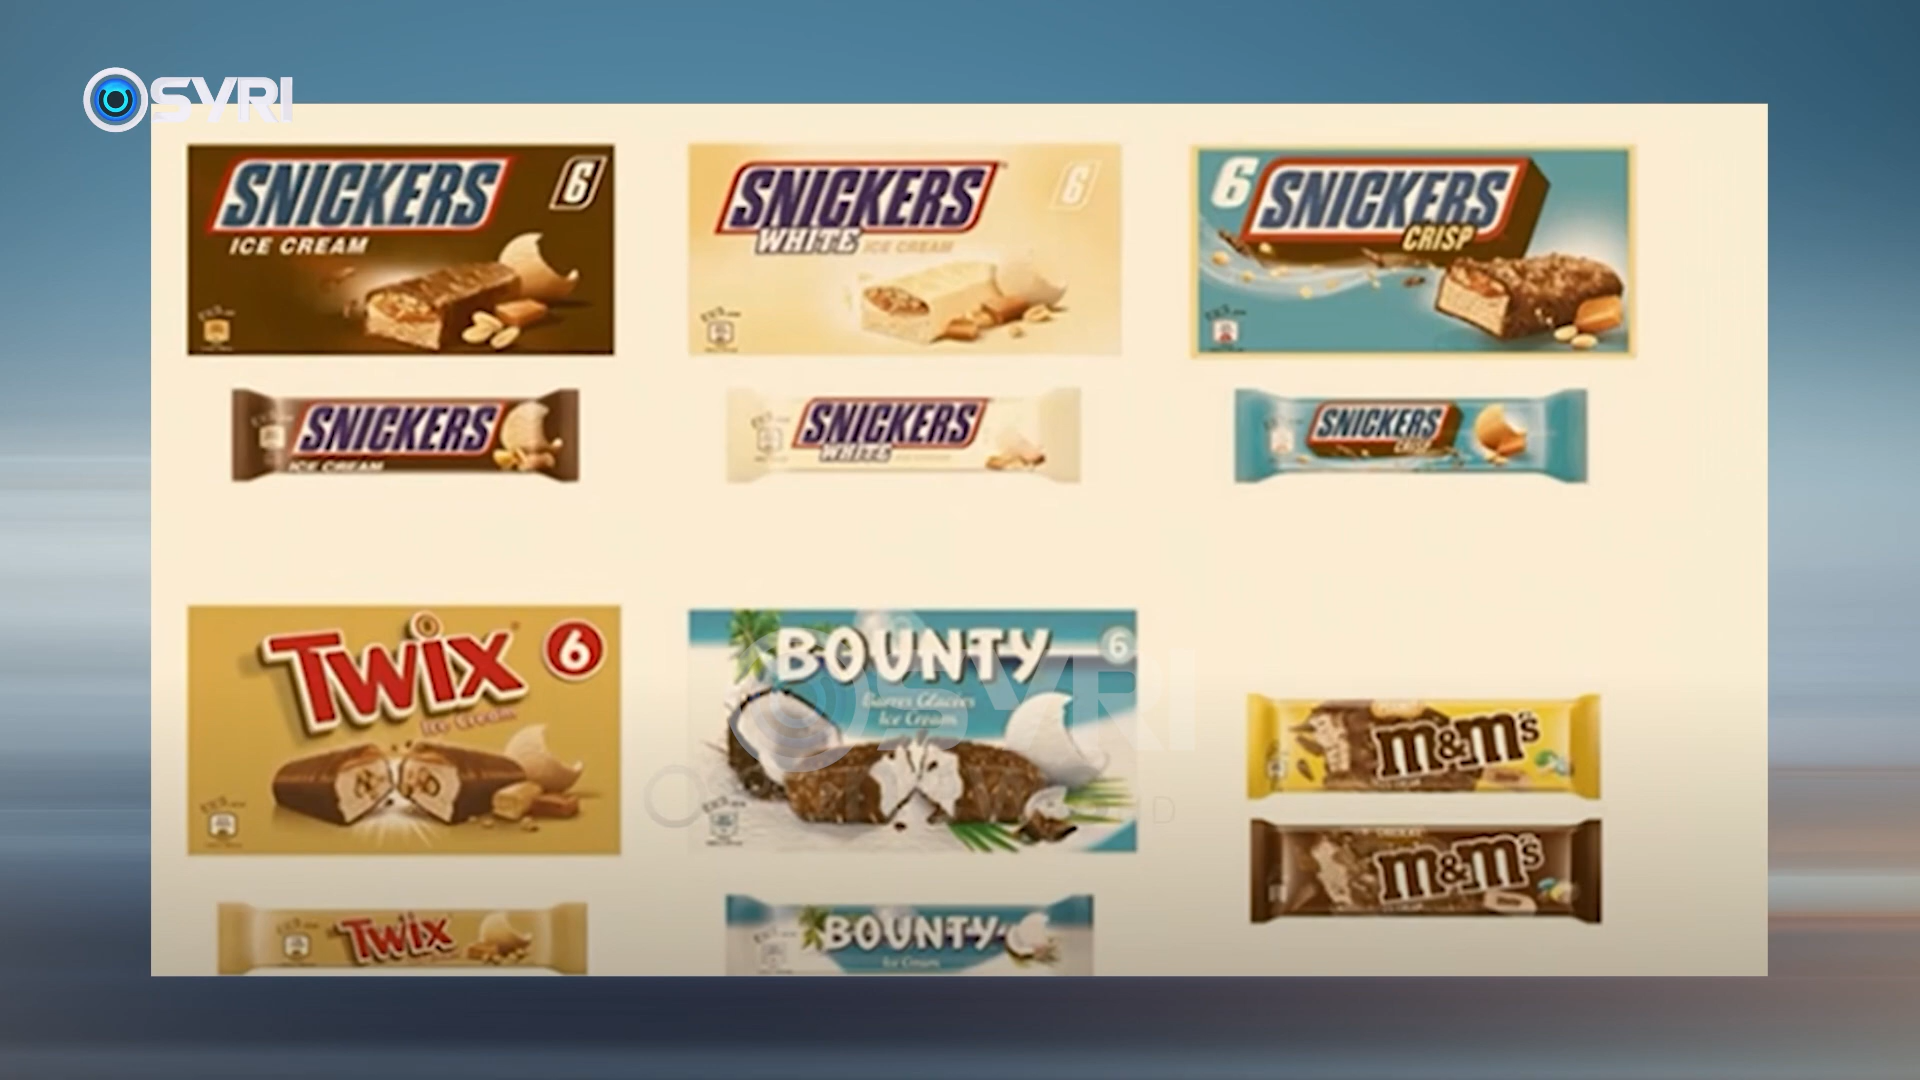 SYRI
SNICKERS
6
ICE CREAM
SNICKERS
6
WHITE ICE CREAM
6
SNICKERS
CRISP
SNICKERS
ICE CREAM
SNICKERS
WHITE
SNICKERS
CRISP
Twix
6
Ice Cream
BOUNTY
6
Barres Glacées
Ice Cream
SYRI
m&m's
m&m's
Twix
BOUNTY
Ice Cream